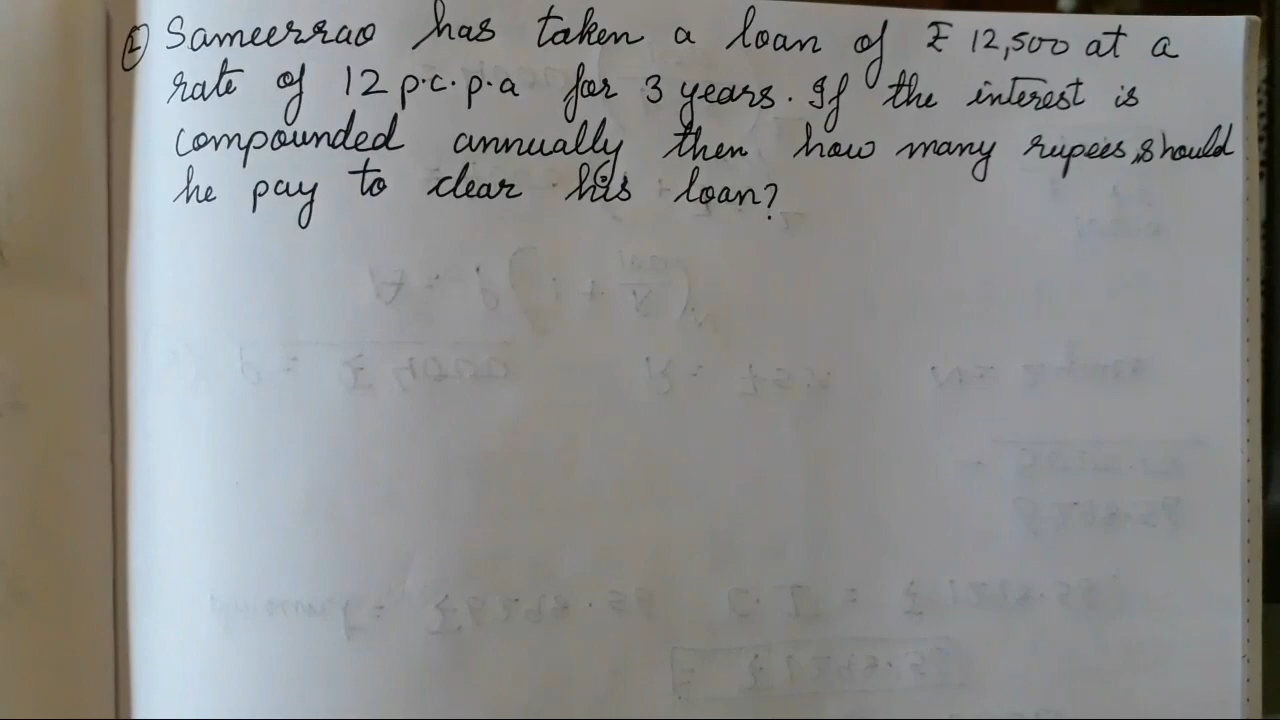 2) Sameerrao has taken a loan of ₹ 12,500 at a
rate of 12 p.c.p.a for 3 years. If the interest is
compounded annually then how many rupees should
he pay to clear his loan?